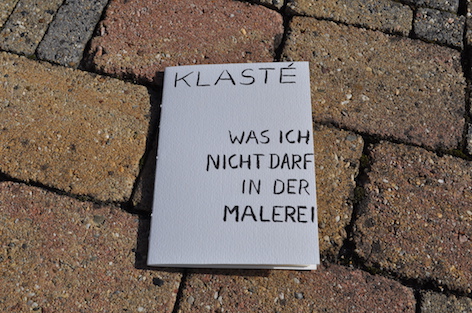 KLASTÉ
WAS ICH
NICHT DARF
IN DER
MALEREI